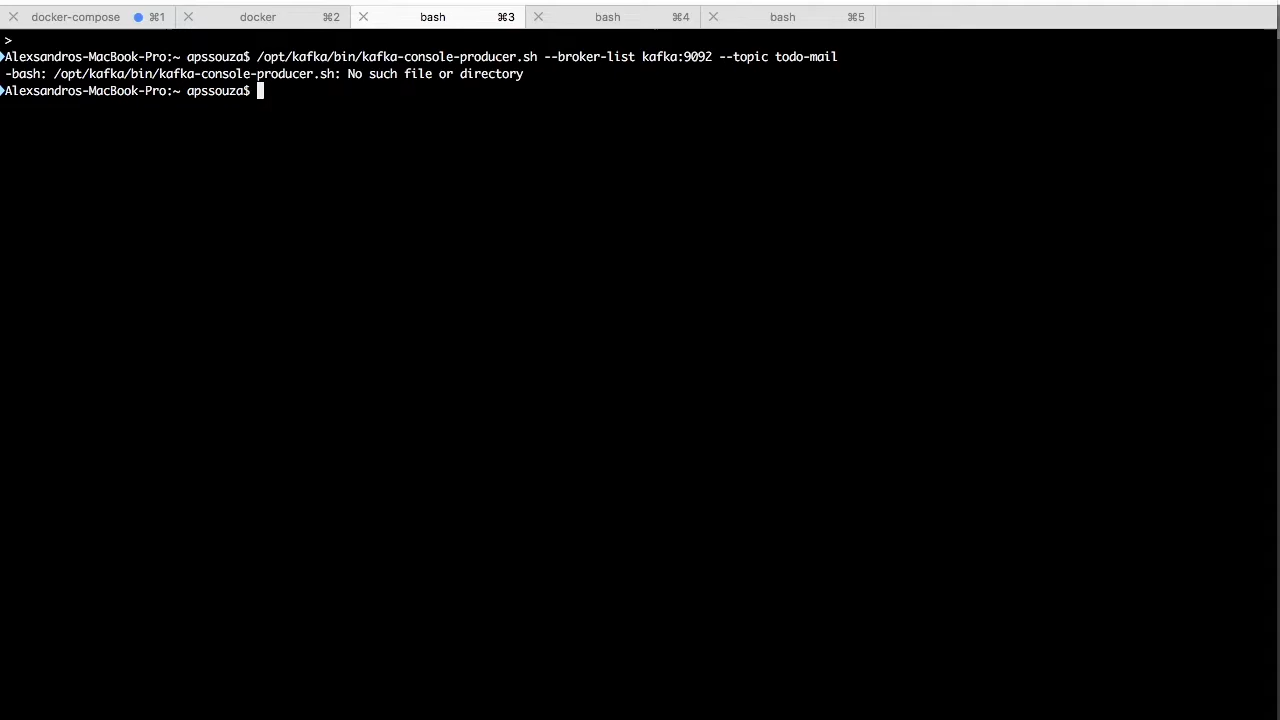 docker-compose ⌘1 docker ⌘2 bash ⌘3 bash ⌘4 bash ⌘5
>
Alexsandros-MacBook-Pro:~ apssouza$ /opt/kafka/bin/kafka-console-producer.sh --broker-list kafka:9092 --topic todo-mail
-bash: /opt/kafka/bin/kafka-console-producer.sh: No such file or directory
Alexsandros-MacBook-Pro:~ apssouza$